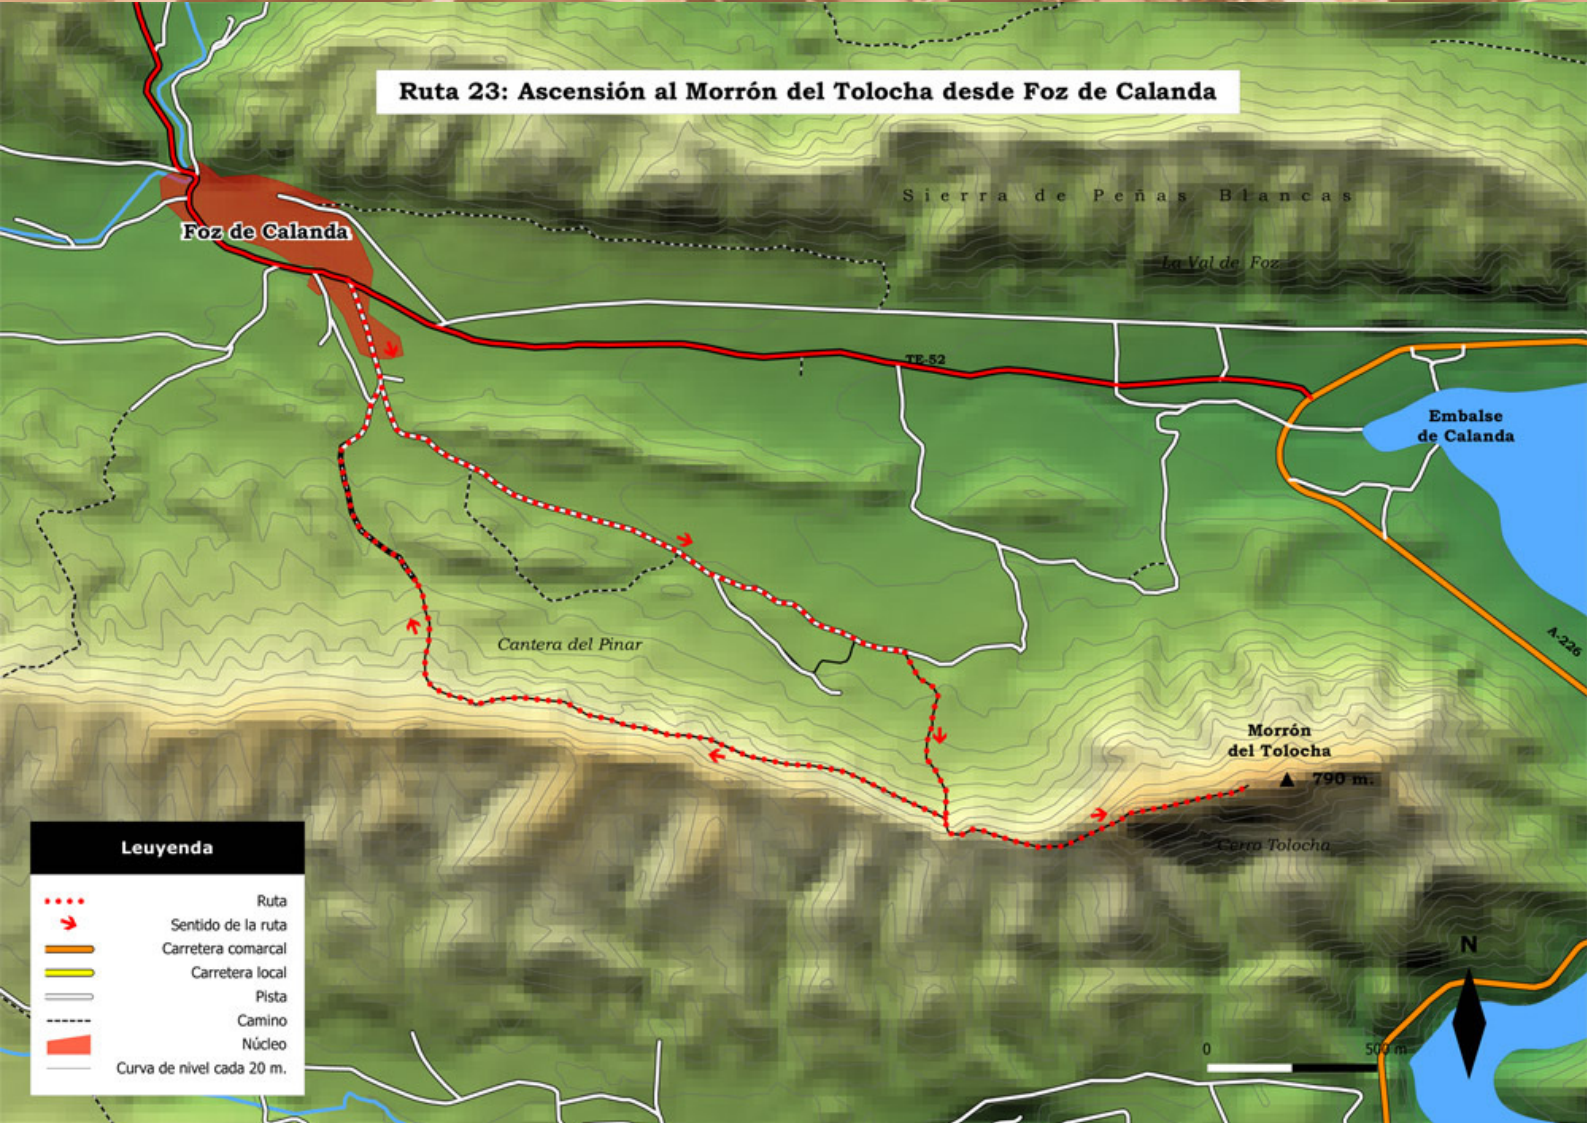 Ruta 23: Ascensión al Morrón del Tolocha desde Foz de Calanda
Sierra de Peñas Blancas
Foz de Calanda
La Val de Foz
TE-52
Embalse
de Calanda
A-226
Cantera del Pinar
Morrón
del Tolocha
790 m.
Cerro Tolocha
Leuyenda
Ruta
Sentido de la ruta
Carretera comarcal
Carretera local
Pista
Camino
Núcleo
Curva de nivel cada 20 m.
N
0 500 m